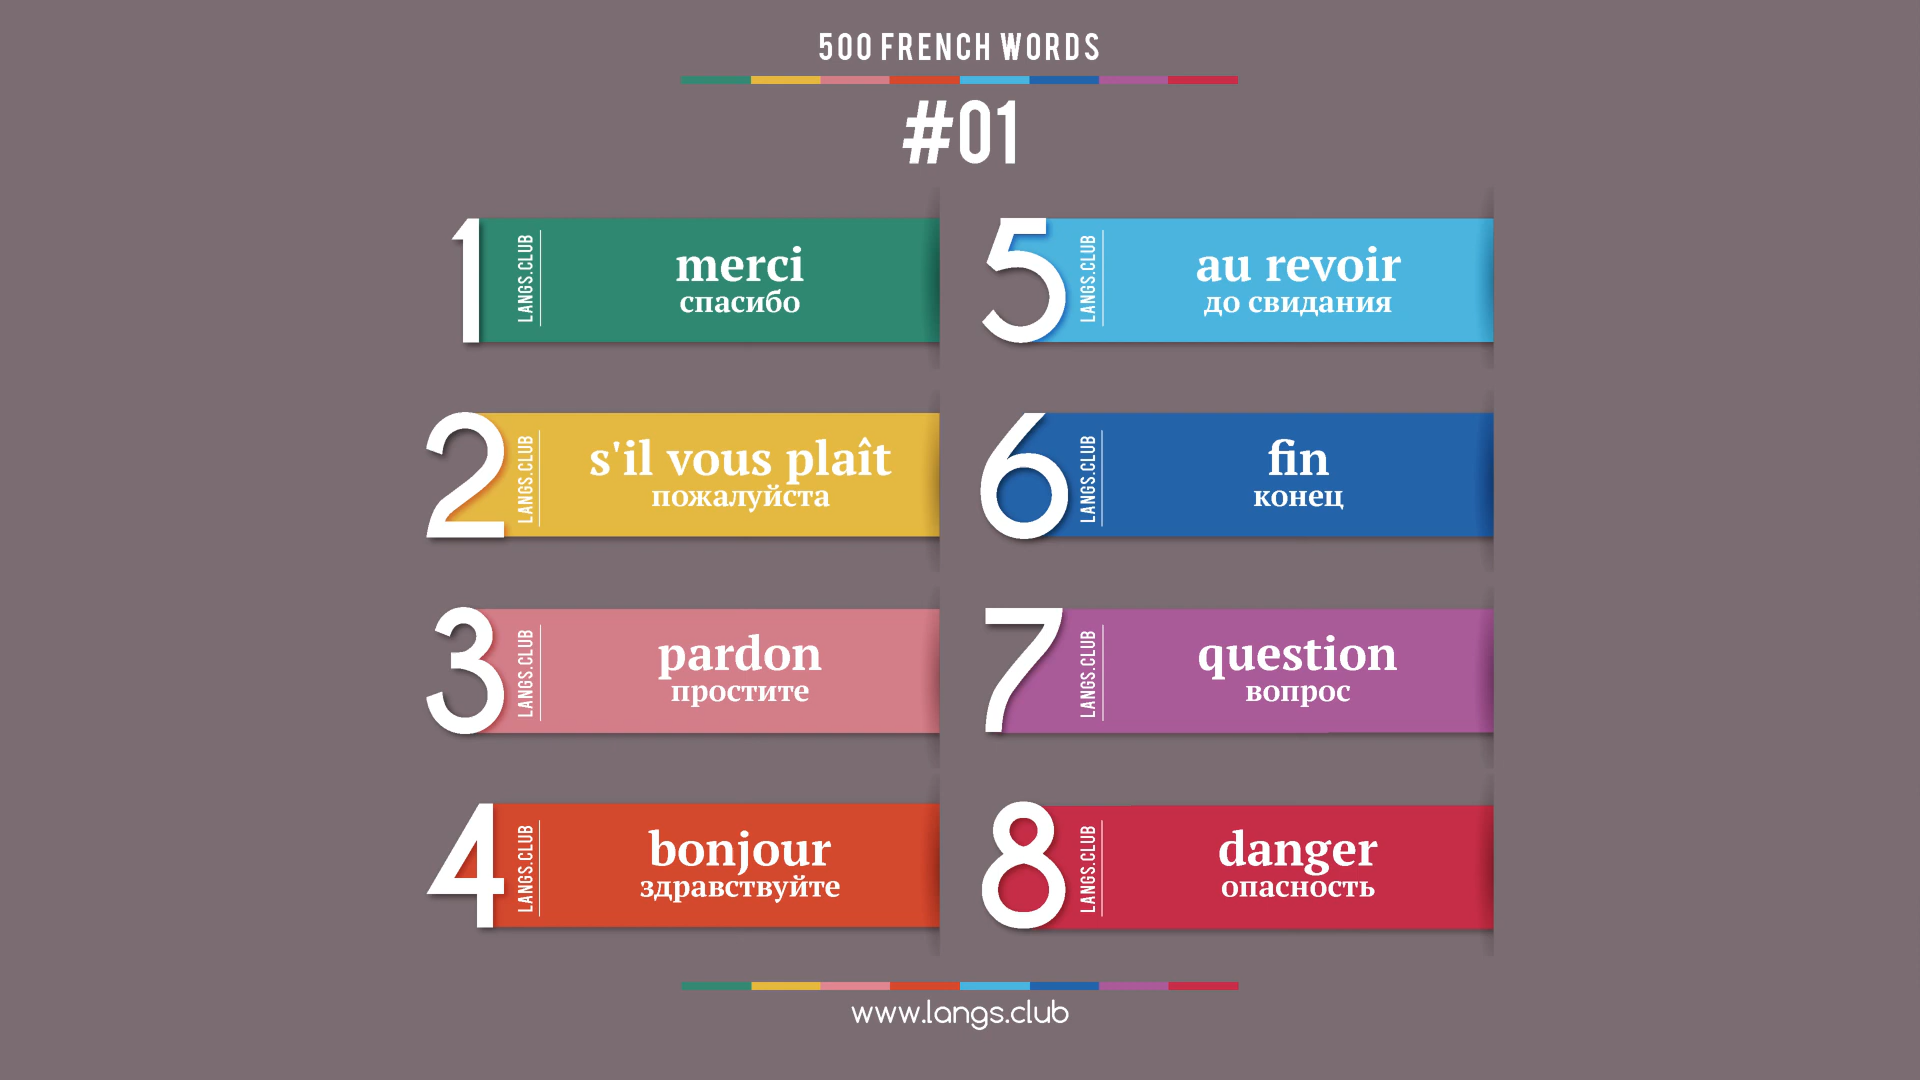 500 FRENCH WORDS
#01
1
LANGS.CLUB
merci
спасибо
2
LANGS.CLUB
s'il vous plaît
пожалуйста
3
LANGS.CLUB
pardon
простите
4
LANGS.CLUB
bonjour
здравствуйте
5
LANGS.CLUB
au revoir
до свидания
6
LANGS.CLUB
fin
конец
7
LANGS.CLUB
question
вопрос
8
LANGS.CLUB
danger
опасность
www.langs.club